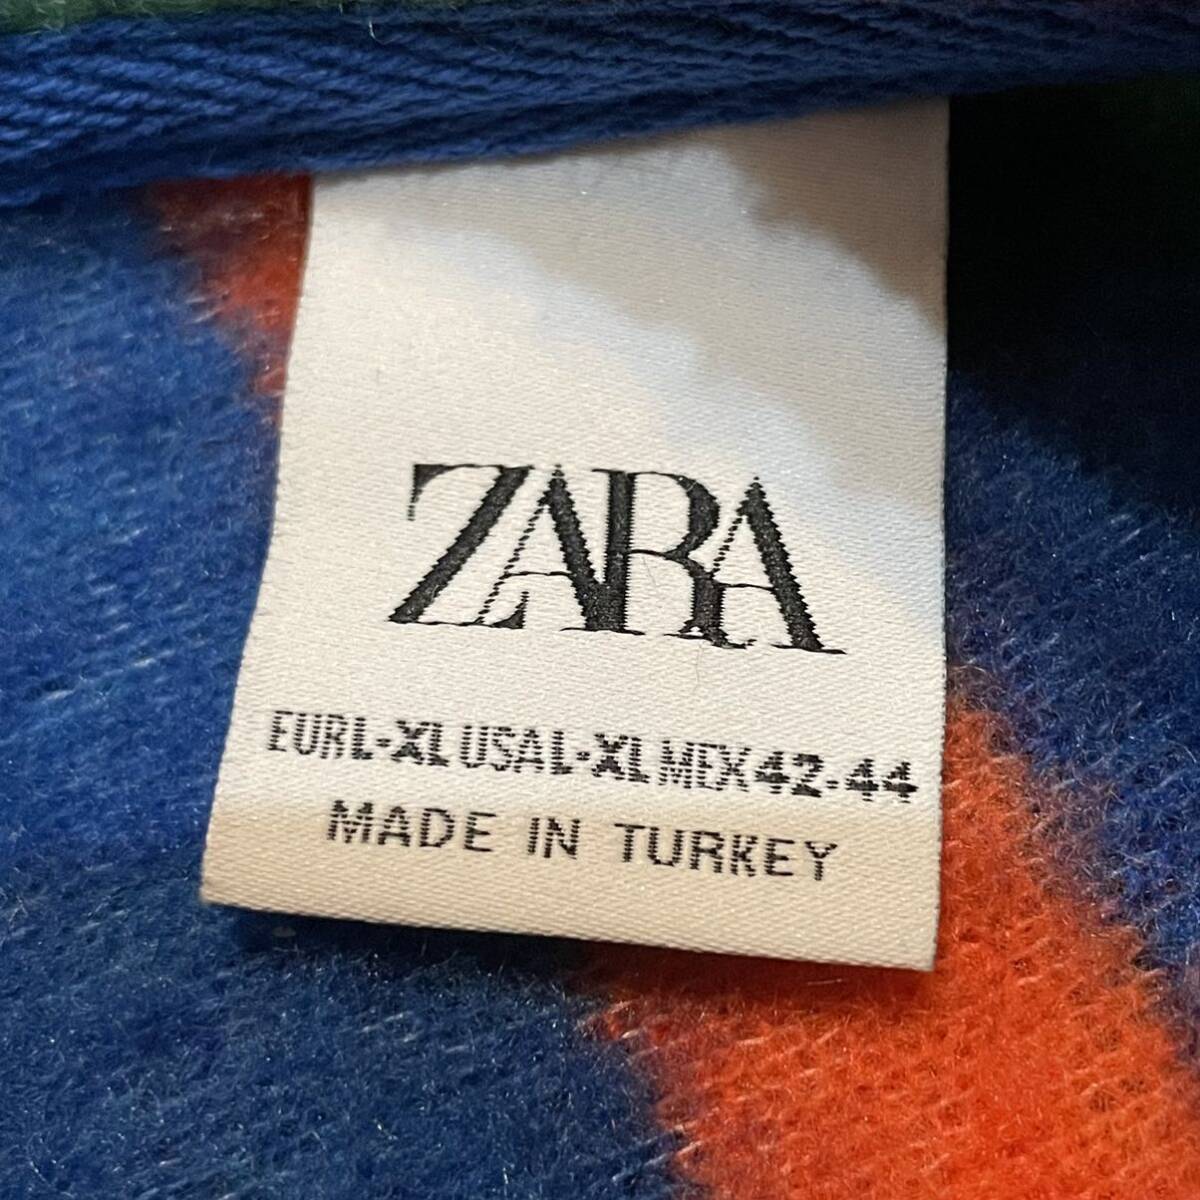 ZARA
EUR L-XL USA L-XL MEX 42-44
MADE IN TURKEY